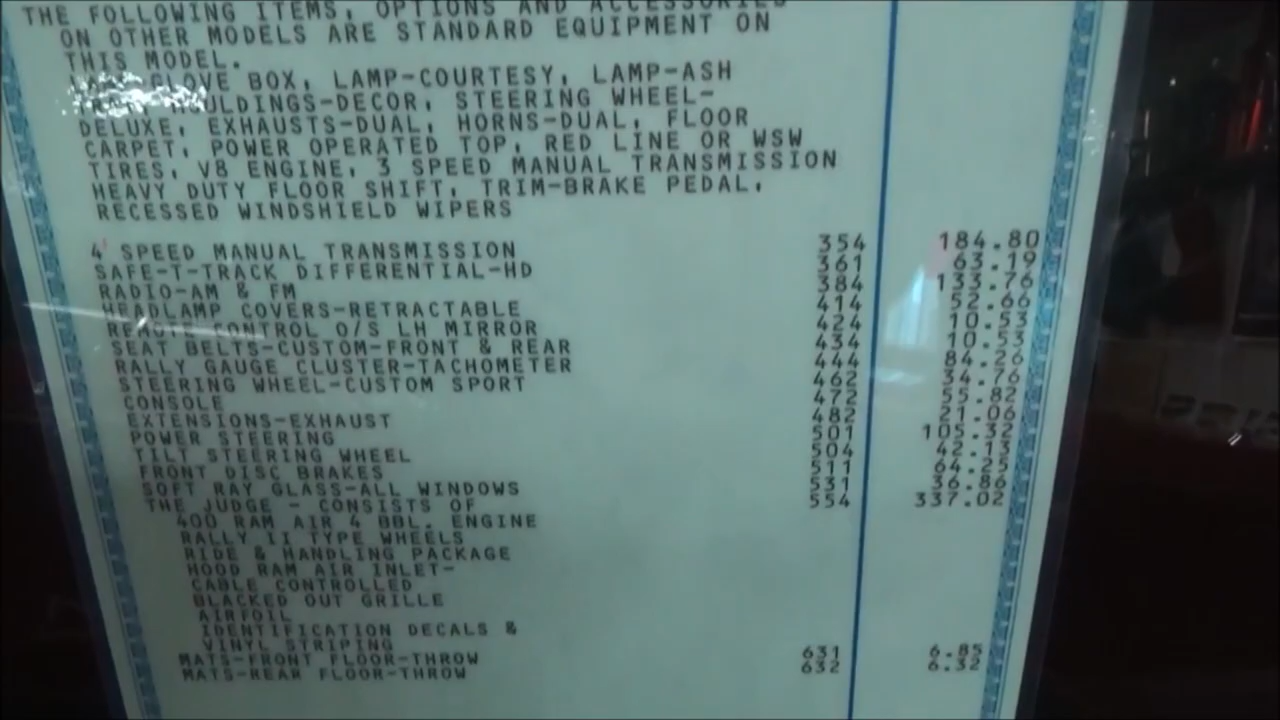 THE FOLLOWING ITEMS, OPTIONS AND ACCESSORIES
ON OTHER MODELS ARE STANDARD EQUIPMENT ON
THIS MODEL.
LAMP-GLOVE BOX, LAMP-COURTESY, LAMP-ASH
TRAY, MOULDINGS-DECOR, STEERING WHEEL-
DELUXE, EXHAUSTS-DUAL, HORNS-DUAL, FLOOR
CARPET, POWER OPERATED TOP, RED LINE OR WSW
TIRES, V8 ENGINE, 3 SPEED MANUAL TRANSMISSION
HEAVY DUTY FLOOR SHIFT, TRIM-BRAKE PEDAL,
RECESSED WINDSHIELD WIPERS
4 SPEED MANUAL TRANSMISSION 354 184.80
SAFE-T-TRACK DIFFERENTIAL-HD 361 63.19
RADIO-AM & FM 384 133.76
HEADLAMP COVERS-RETRACTABLE 414 52.66
REMOTE CONTROL O/S LH MIRROR 424 10.53
SEAT BELTS-CUSTOM-FRONT & REAR 434 10.53
RALLY GAUGE CLUSTER-TACHOMETER 444 84.26
STEERING WHEEL-CUSTOM SPORT 462 34.76
CONSOLE 472 55.82
EXTENSIONS-EXHAUST 482 21.06
POWER STEERING 501 105.32
TILT STEERING WHEEL 504 42.13
FRONT DISC BRAKES 511 64.25
SOFT RAY GLASS-ALL WINDOWS 531 36.86
THE JUDGE - CONSISTS OF 554 337.02
400 RAM AIR 4 BBL. ENGINE
RALLY II TYPE WHEELS
RIDE & HANDLING PACKAGE
HOOD RAM AIR INLET-
CABLE CONTROLLED
BLACKED OUT GRILLE
AIRFOIL
IDENTIFICATION DECALS &
VINYL STRIPING
MATS-FRONT FLOOR-THROW 631 6.85
MATS-REAR FLOOR-THROW 632 6.32